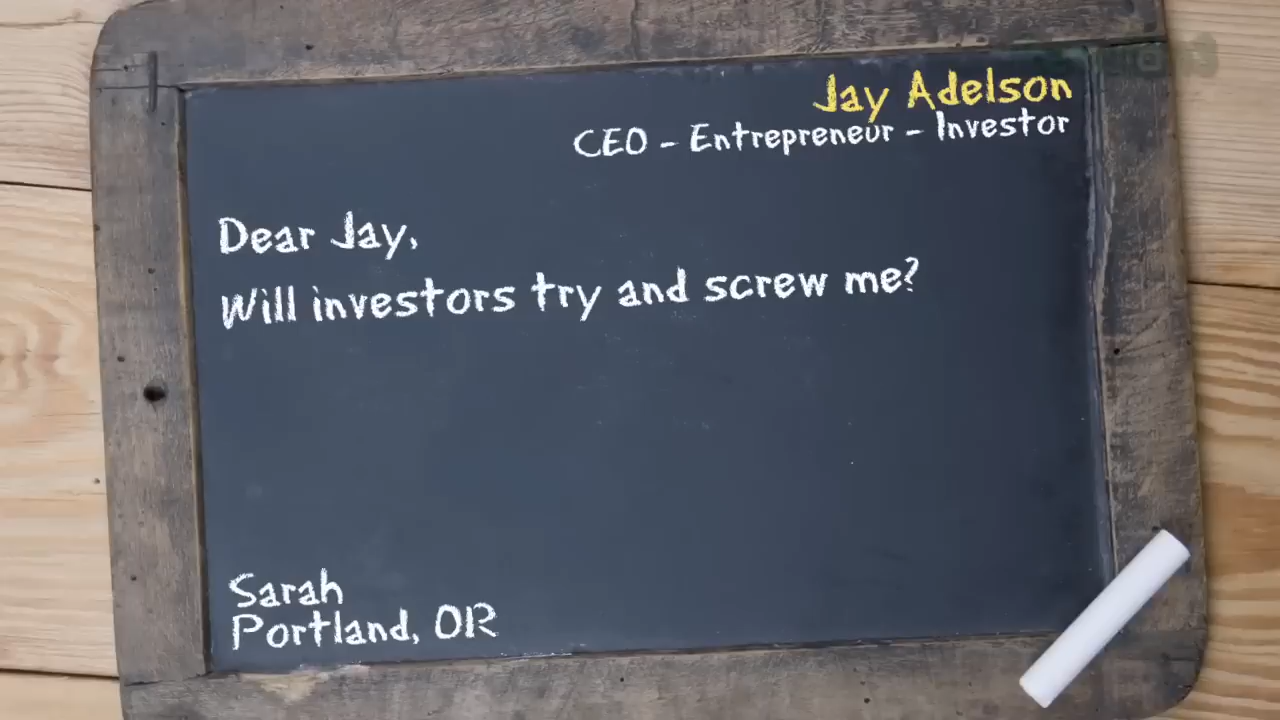 Jay Adelson
CEO - Entrepreneur - Investor
Dear Jay,
Will investors try and screw me?
Sarah
Portland, OR